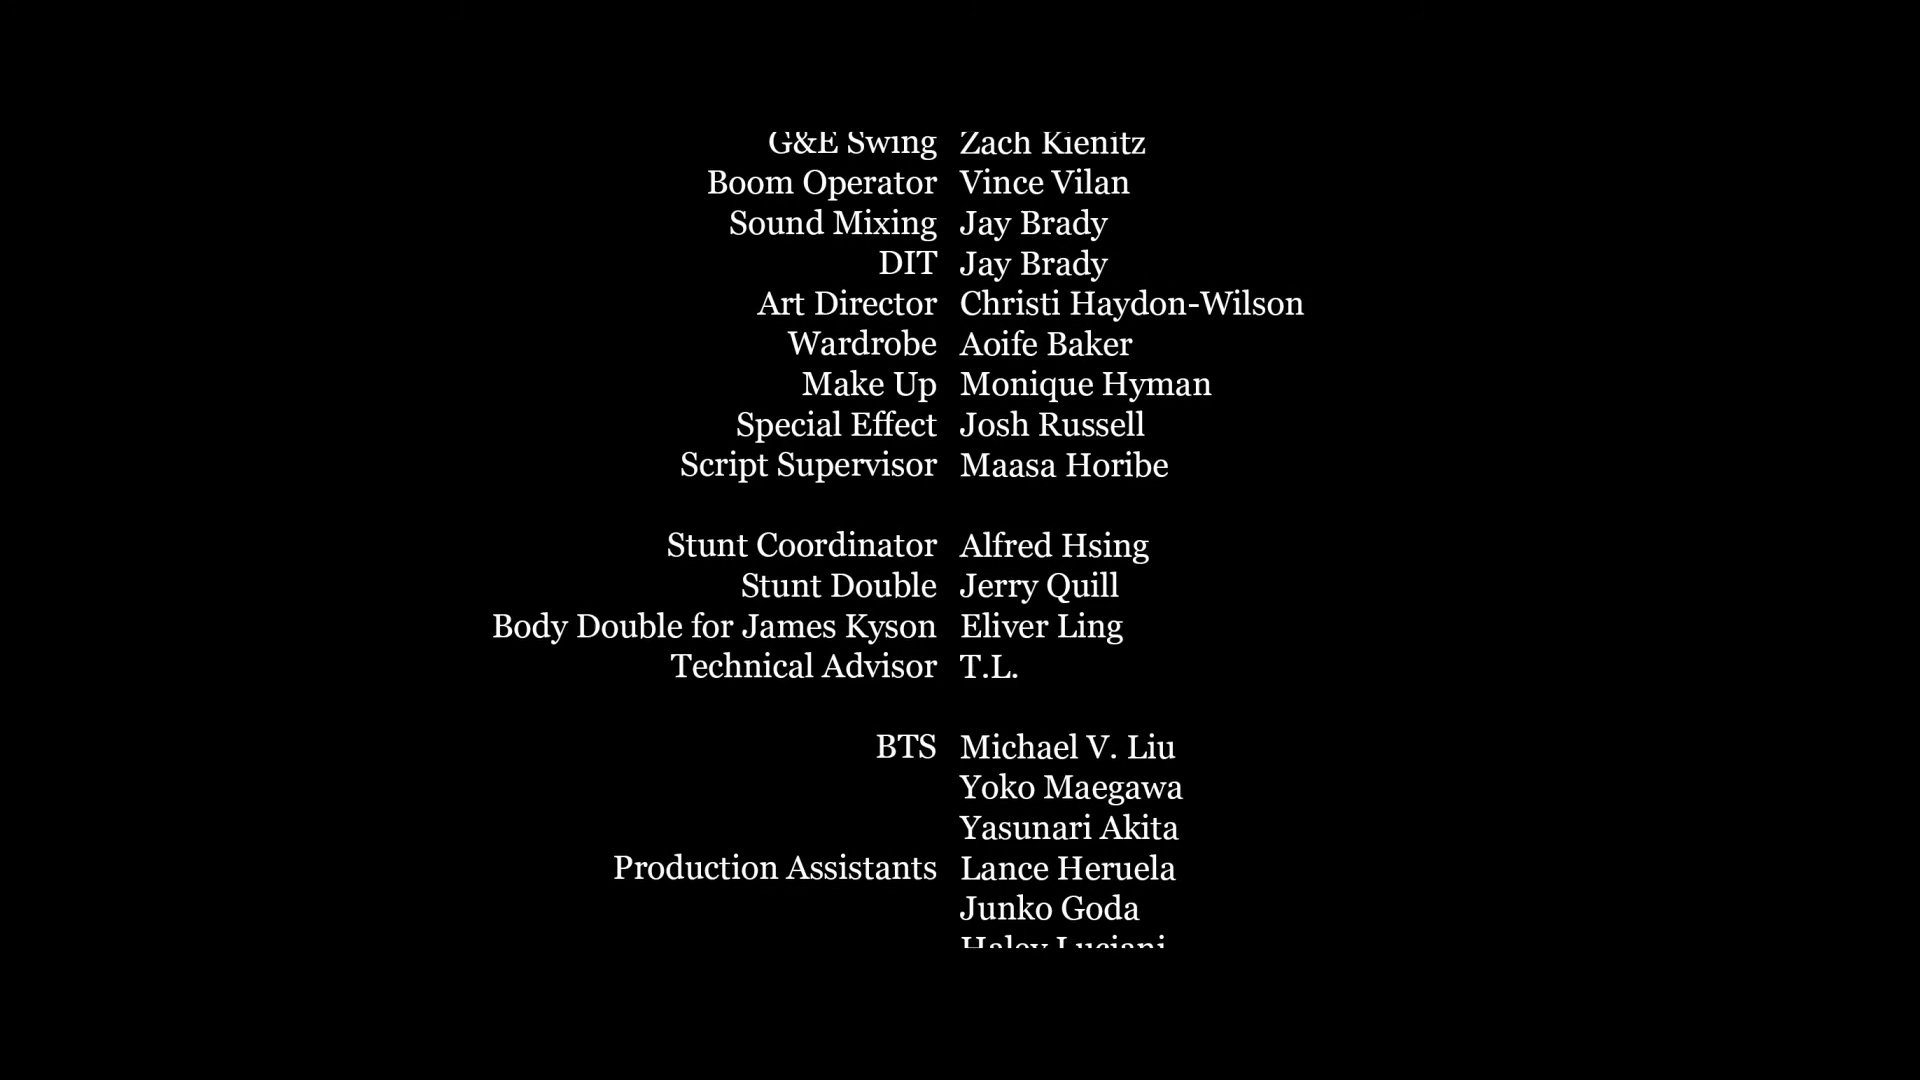 G&E Swing Zach Kienitz
Boom Operator Vince Vilan
Sound Mixing Jay Brady
DIT Jay Brady
Art Director Christi Haydon-Wilson
Wardrobe Aoife Baker
Make Up Monique Hyman
Special Effect Josh Russell
Script Supervisor Maasa Horibe
Stunt Coordinator Alfred Hsing
Stunt Double Jerry Quill
Body Double for James Kyson Eliver Ling
Technical Advisor T.L.
BTS Michael V. Liu
Yoko Maegawa
Yasunari Akita
Production Assistants Lance Heruela
Junko Goda
Haley Luciani